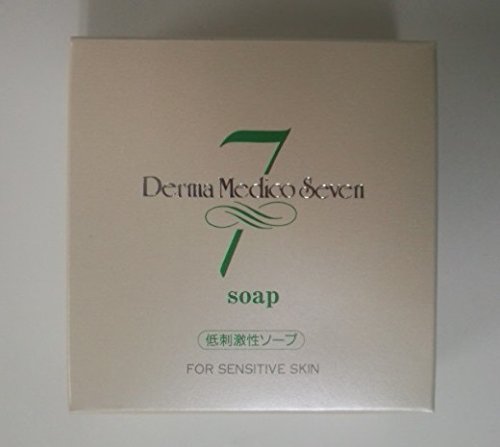 7
Derma Medico Seven
soap
低刺激性ソープ
FOR SENSITIVE SKIN